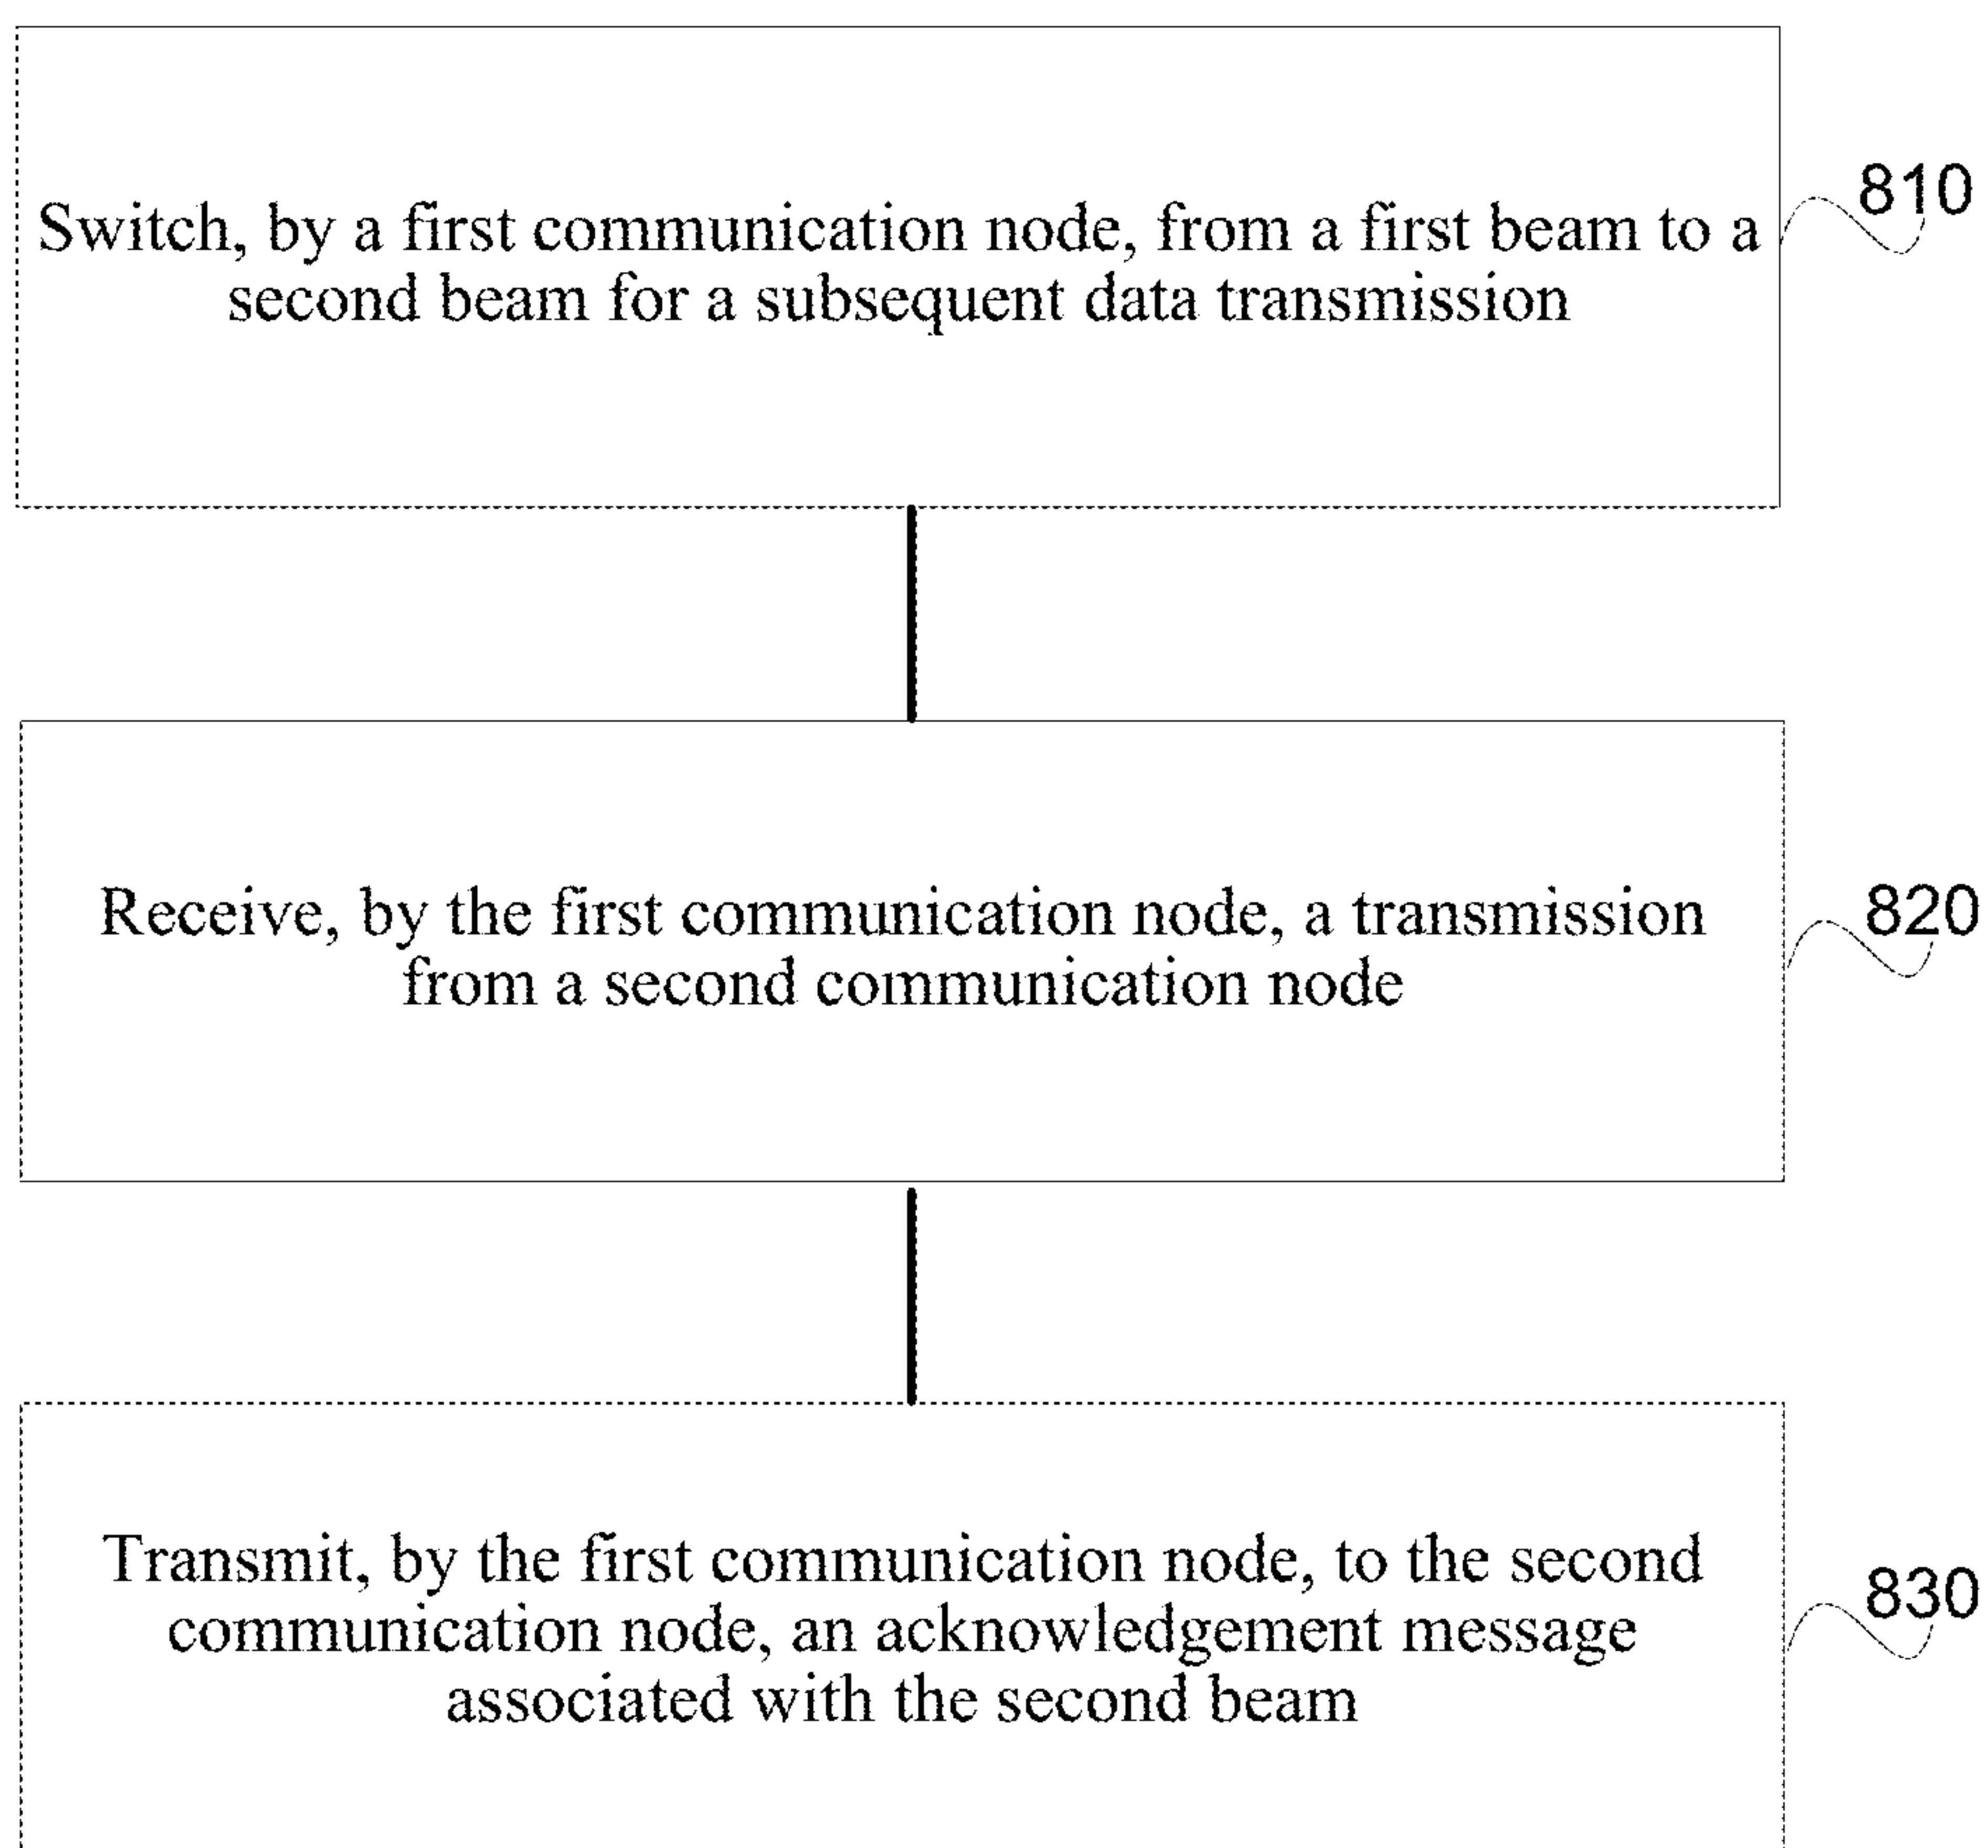 Switch, by a first communication node, from a first beam to a
second beam for a subsequent data transmission
810
Receive, by the first communication node, a transmission
from a second communication node
820
Transmit, by the first communication node, to the second
communication node, an acknowledgement message
associated with the second beam
830